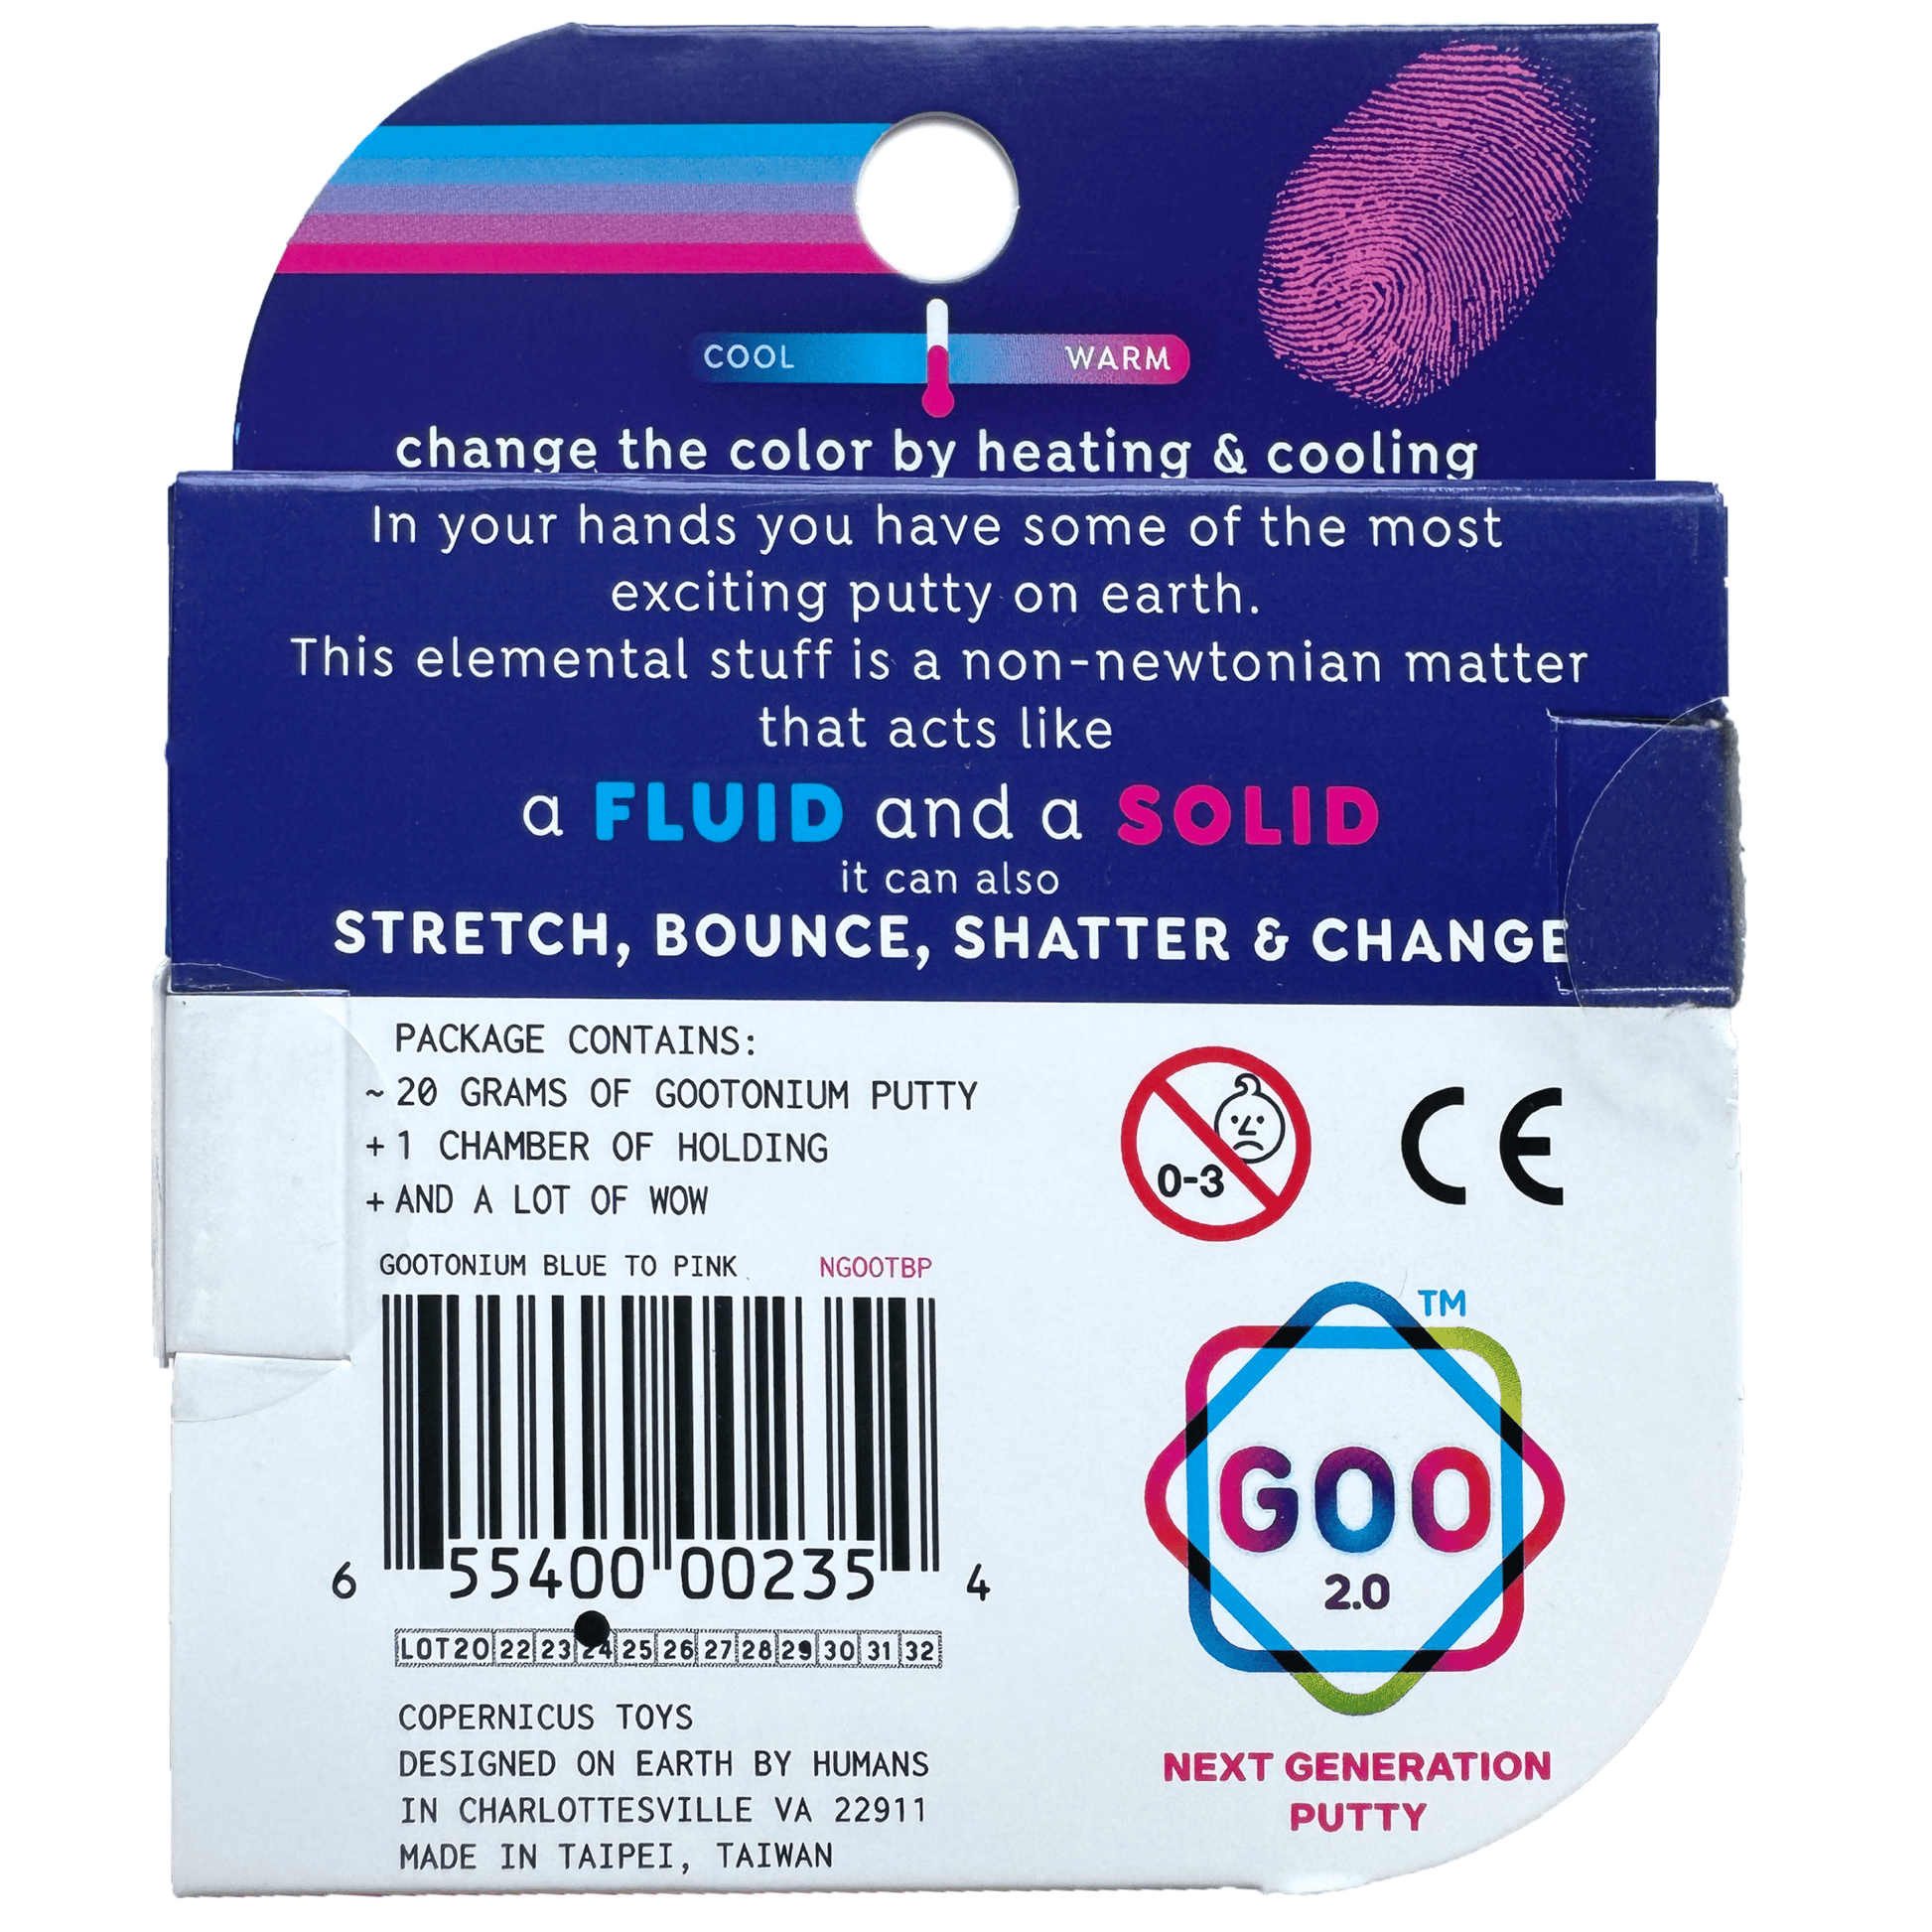 COOL WARM
change the color by heating & cooling
In your hands you have some of the most
exciting putty on earth.
This elemental stuff is a non-newtonian matter
that acts like
a FLUID and a SOLID
it can also
STRETCH, BOUNCE, SHATTER & CHANGE
PACKAGE CONTAINS:
~ 20 GRAMS OF GOOTONIUM PUTTY
+ 1 CHAMBER OF HOLDING
+ AND A LOT OF WOW
0-3
CE
GOOTONIUM BLUE TO PINK NGOOTBP
6 55400 00235 4
LOT20 22 23 24 25 26 27 28 29 30 31 32
COPERNICUS TOYS
DESIGNED ON EARTH BY HUMANS
IN CHARLOTTESVILLE VA 22911
MADE IN TAIPEI, TAIWAN
TM
GOO
2.0
NEXT GENERATION
PUTTY